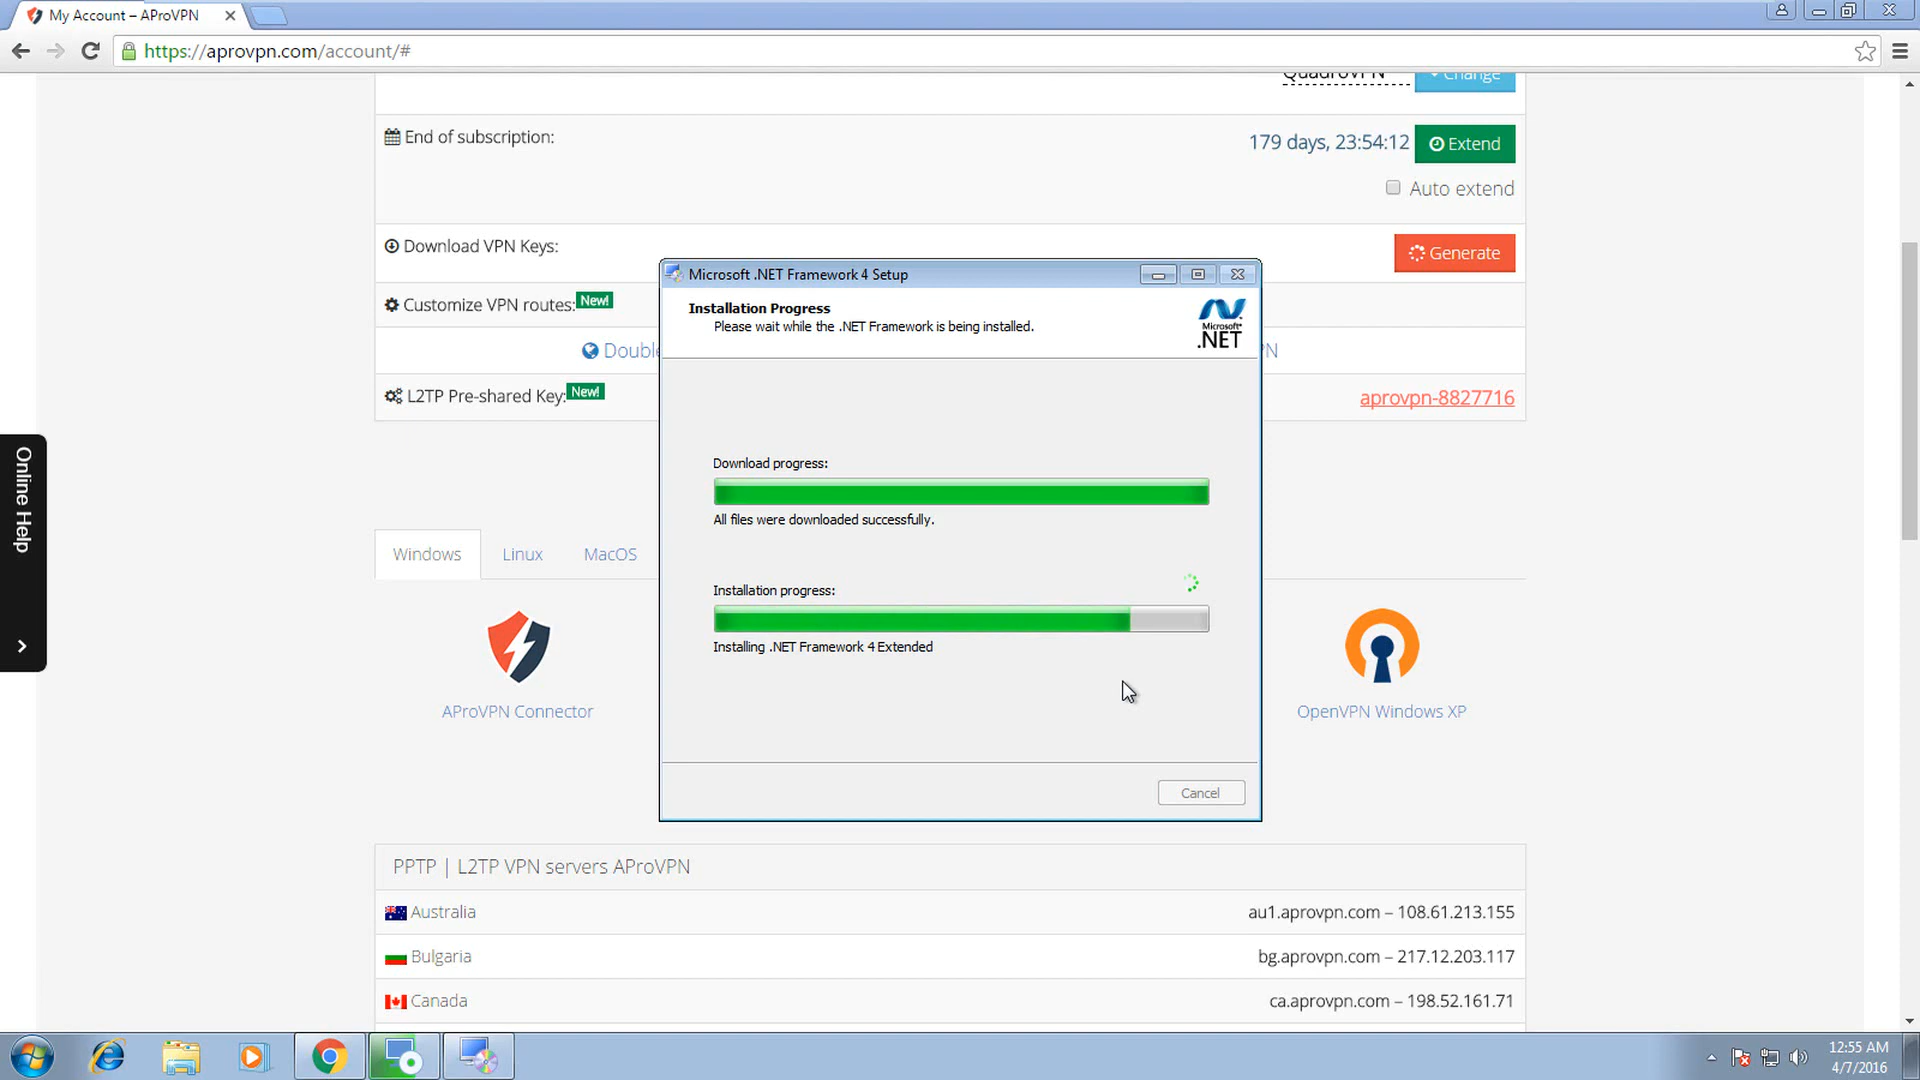 My Account – AProVPN
https://aprovpn.com/account/#
QuadroVPN
Change
End of subscription:
179 days, 23:54:12
Extend
Auto extend
Download VPN Keys:
Generate
Customize VPN routes:
New!
Double
PN
L2TP Pre-shared Key:
New!
aprovpn-8827716
Microsoft .NET Framework 4 Setup
Installation Progress
Please wait while the .NET Framework is being installed.
Microsoft
.NET
Download progress:
All files were downloaded successfully.
Installation progress:
Installing .NET Framework 4 Extended
Cancel
Online Help
Windows
Linux
MacOS
AProVPN Connector
OpenVPN Windows XP
PPTP | L2TP VPN servers AProVPN
Australia
au1.aprovpn.com – 108.61.213.155
Bulgaria
bg.aprovpn.com – 217.12.203.117
Canada
ca.aprovpn.com – 198.52.161.71
12:55 AM
4/7/2016